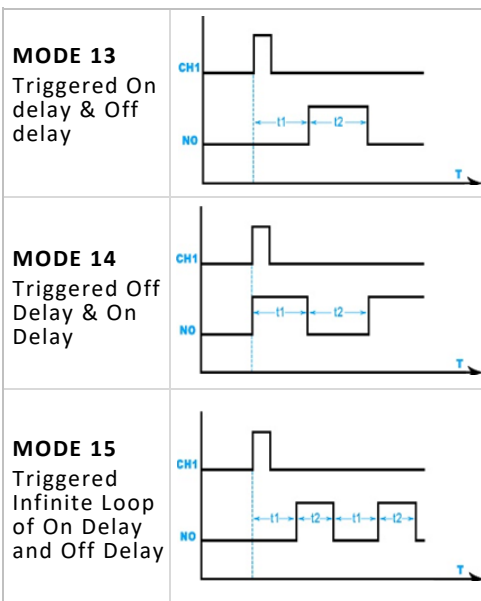 MODE 13
Triggered On
delay & Off
delay
CH1
t1
t2
NO
T
MODE 14
Triggered Off
Delay & On
Delay
CH1
t1
t2
NO
T
MODE 15
Triggered
Infinite Loop
of On Delay
and Off Delay
CH1
t1
t2
t1
t2
NO
T